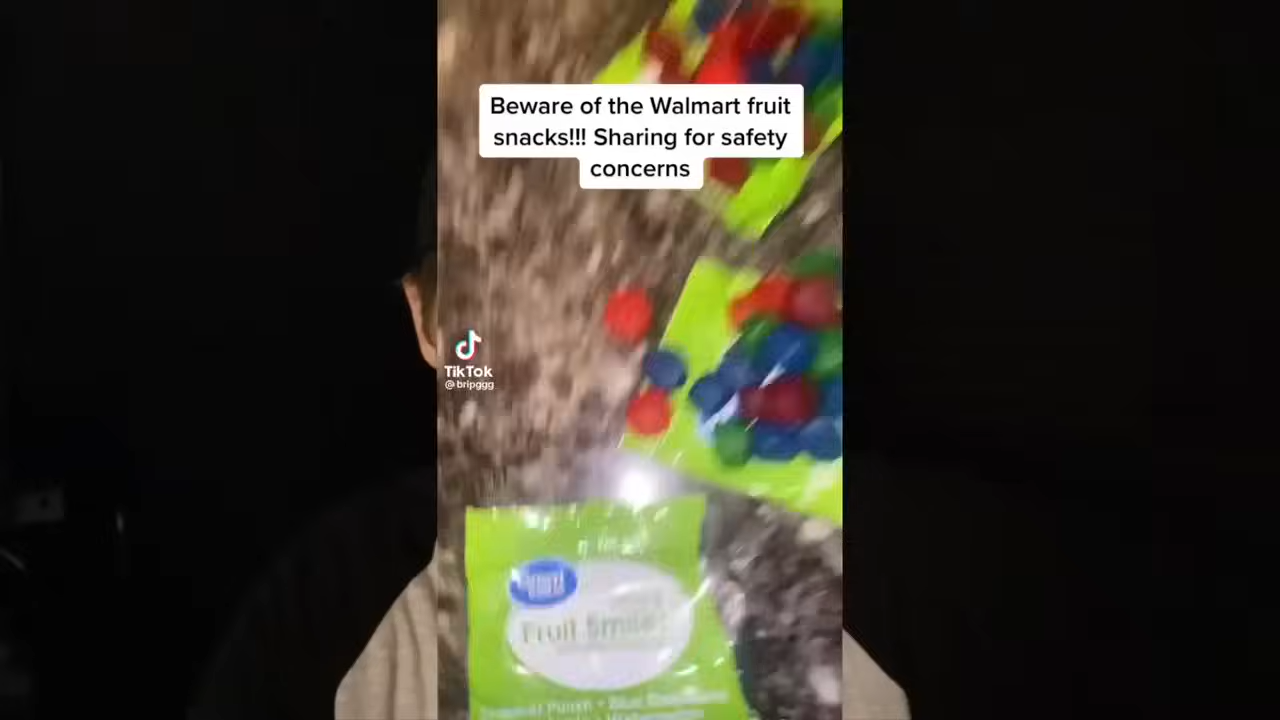 Beware of the Walmart fruit
snacks!!! Sharing for safety
concerns
TikTok
@bripggg
Fruit Smiles